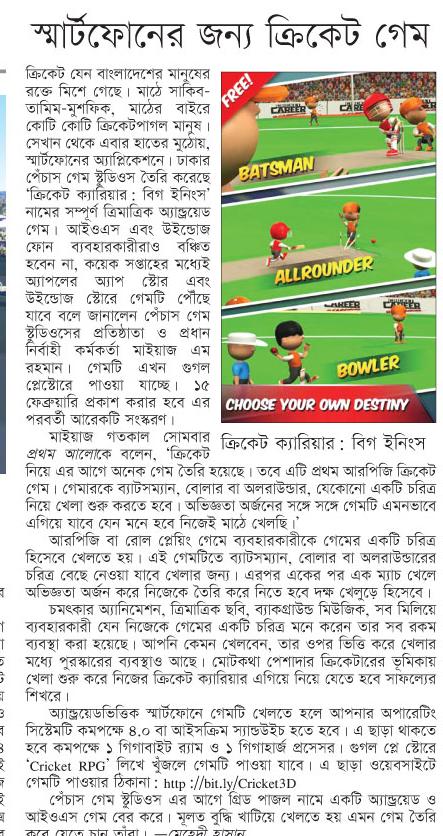 স্মার্টফোনের জন্য ক্রিকেট গেম
ক্রিকেট যেন বাংলাদেশের মানুষের
রক্তে মিশে গেছে। মাঠে সাকিব-
তামিম-মুশফিক, মাঠের বাইরে
কোটি কোটি ক্রিকেটপাগল মানুষ।
সেখান থেকে এবার হাতের মুঠোয়,
স্মার্টফোনের অ্যাপ্লিকেশনে। ঢাকার
পেঁচাস গেম স্টুডিওস তৈরি করেছে
‘ক্রিকেট ক্যারিয়ার : বিগ ইনিংস’
নামের সম্পূর্ণ ত্রিমাত্রিক অ্যান্ড্রয়েড
গেম। আইওএস এবং উইন্ডোজ
ফোন ব্যবহারকারীরাও বঞ্চিত
হবেন না, কয়েক সপ্তাহের মধ্যেই
অ্যাপলের অ্যাপ স্টোর এবং
উইন্ডোজ স্টোরে গেমটি পৌঁছে
যাবে বলে জানালেন পেঁচাস গেম
স্টুডিওসের প্রতিষ্ঠাতা ও প্রধান
নির্বাহী কর্মকর্তা মাইয়াজ এম
রহমান। গেমটি এখন গুগল
প্লেস্টোরে পাওয়া যাচ্ছে। ১৫
ফেব্রুয়ারি প্রকাশ করার হবে এর
পরবর্তী আরেকটি সংস্করণ।
FREE!
BATSMAN
ALLROUNDER
CAREER
BOWLER
CHOOSE YOUR OWN DESTINY
ক্রিকেট ক্যারিয়ার : বিগ ইনিংস
মাইয়াজ গতকাল সোমবার
প্রথম আলোকে বলেন, ‘ক্রিকেট
নিয়ে এর আগে অনেক গেম তৈরি হয়েছে। তবে এটি প্রথম আরপিজি ক্রিকেট
গেম। গেমারকে ব্যাটসম্যান, বোলার বা অলরাউন্ডার, যেকোনো একটি চরিত্র
নিয়ে খেলা শুরু করতে হবে। অভিজ্ঞতা অর্জনের সঙ্গে সঙ্গে গেমটি এমনভাবে
এগিয়ে যাবে যেন মনে হবে নিজেই মাঠে খেলছি।’
আরপিজি বা রোল প্লেয়িং গেমে ব্যবহারকারীকে গেমের একটি চরিত্র
হিসেবে খেলতে হয়। এই গেমটিতে ব্যাটসম্যান, বোলার বা অলরাউন্ডারের
চরিত্র বেছে নেওয়া যাবে খেলার জন্য। এরপর একের পর এক ম্যাচ খেলে
অভিজ্ঞতা অর্জন করে নিজেকে তৈরি করে নিতে হবে দক্ষ খেলুড়ে হিসেবে।
চমৎকার অ্যানিমেশন, ত্রিমাত্রিক ছবি, ব্যাকগ্রাউন্ড মিউজিক, সব মিলিয়ে
ব্যবহারকারী যেন নিজেকে গেমের একটি চরিত্র মনে করেন তার সব রকম
ব্যবস্থা করা হয়েছে। আপনি কেমন খেলবেন, তার ওপর ভিত্তি করে খেলার
মধ্যে পুরস্কারের ব্যবস্থাও আছে। মোটকথা পেশাদার ক্রিকেটারের ভূমিকায়
খেলা শুরু করে নিজের ক্রিকেট ক্যারিয়ার এগিয়ে নিয়ে যেতে হবে সাফল্যের
শিখরে।
অ্যান্ড্রয়েডভিত্তিক স্মার্টফোনে গেমটি খেলতে হলে আপনার অপারেটিং
সিস্টেমটি কমপক্ষে ৪.০ বা আইসক্রিম স্যান্ডউইচ হতে হবে। এ ছাড়া থাকতে
হবে কমপক্ষে ১ গিগাবাইট র‍্যাম ও ১ গিগাহার্জ প্রসেসর। গুগল প্লে স্টোরে
‘Cricket RPG’ লিখে খুঁজলে গেমটি পাওয়া যাবে। এ ছাড়া ওয়েবসাইটে
গেমটি পাওয়ার ঠিকানা : http ://bit.ly/Cricket3D
পেঁচাস গেম স্টুডিওস এর আগে গ্রিড পাজল নামে একটি অ্যান্ড্রয়েড ও
আইওএস গেম বের করে। মূলত বুদ্ধি খাটিয়ে খেলতে হয় এমন গেম তৈরি
করে যেতে চান তাঁরা। —মেহেদী হাসান